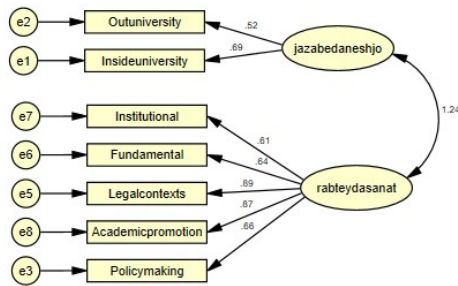 e2
Outuniversity
.52
jazabedaneshjo
e1
Insideuniversity
.69
1.24
e7
Institutional
.61
e6
Fundamental
.64
rabteydasanat
e5
Legalcontexts
.89
e8
Academicpromotion
.87
e3
Policymaking
.66